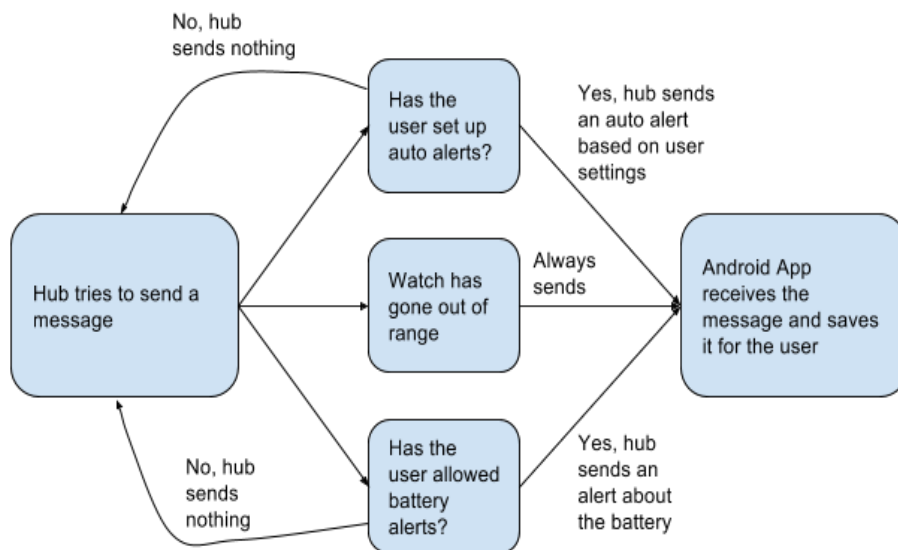 No, hub
sends nothing
Has the
user set up
auto alerts?
Yes, hub sends
an auto alert
based on user
settings
Hub tries to send a
message
Watch has
gone out of
range
Always
sends
Android App
receives the
message and saves
it for the user
No, hub
sends
nothing
Has the
user allowed
battery
alerts?
Yes, hub
sends an
alert about
the battery